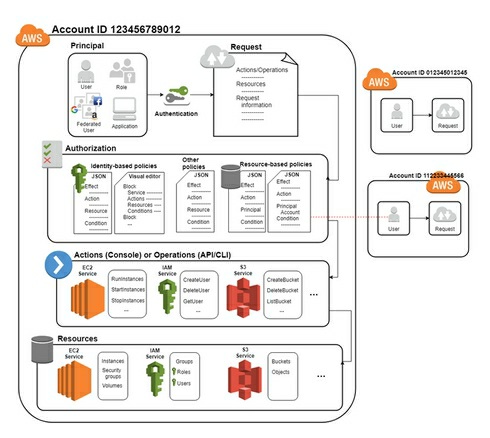 AWS
Account ID 123456789012
Principal
User
Role
Federated
User
Application
Authentication
Request
Actions/Operations
------------
Resources
------------
Request
information
------------
AWS
Account ID 012345012345
User
Request
Account ID 112233445566
AWS
User
Request
Authorization
Identity-based policies
JSON
Effect
Action
Resource
Condition
Visual editor
Block
Service
Actions
Resources
Conditions
Block
Other
policies
JSON
Effect
Action
Condition
Resource-based policies
JSON
Effect
Action
Principal
Condition
JSON
Effect
Action
Principal
Account
Condition
Actions (Console) or Operations (API/CLI)
EC2
Service
RunInstances
StartInstances
StopInstances
...
IAM
Service
CreateUser
DeleteUser
GetUser
...
S3
Service
CreateBucket
DeleteBucket
ListBucket
...
...
Resources
EC2
Service
Instances
Security
groups
Volumes
IAM
Service
Groups
Roles
Users
S3
Service
Buckets
Objects
...